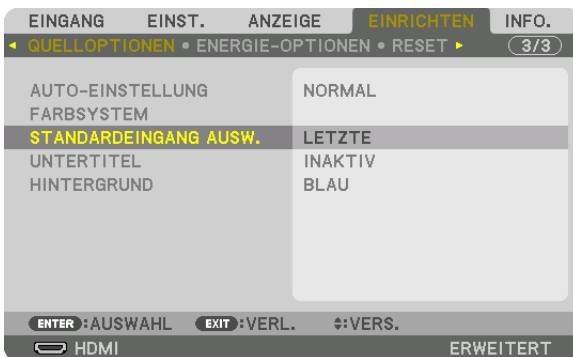 EINGANG EINST. ANZEIGE EINRICHTEN INFO.
QUELLOPTIONEN • ENERGIE-OPTIONEN • RESET 3/3
AUTO-EINSTELLUNG NORMAL
FARBSYSTEM
STANDARDEINGANG AUSW. LETZTE
UNTERTITEL INAKTIV
HINTERGRUND BLAU
ENTER :AUSWAHL EXIT :VERL. :VERS.
HDMI ERWEITERT